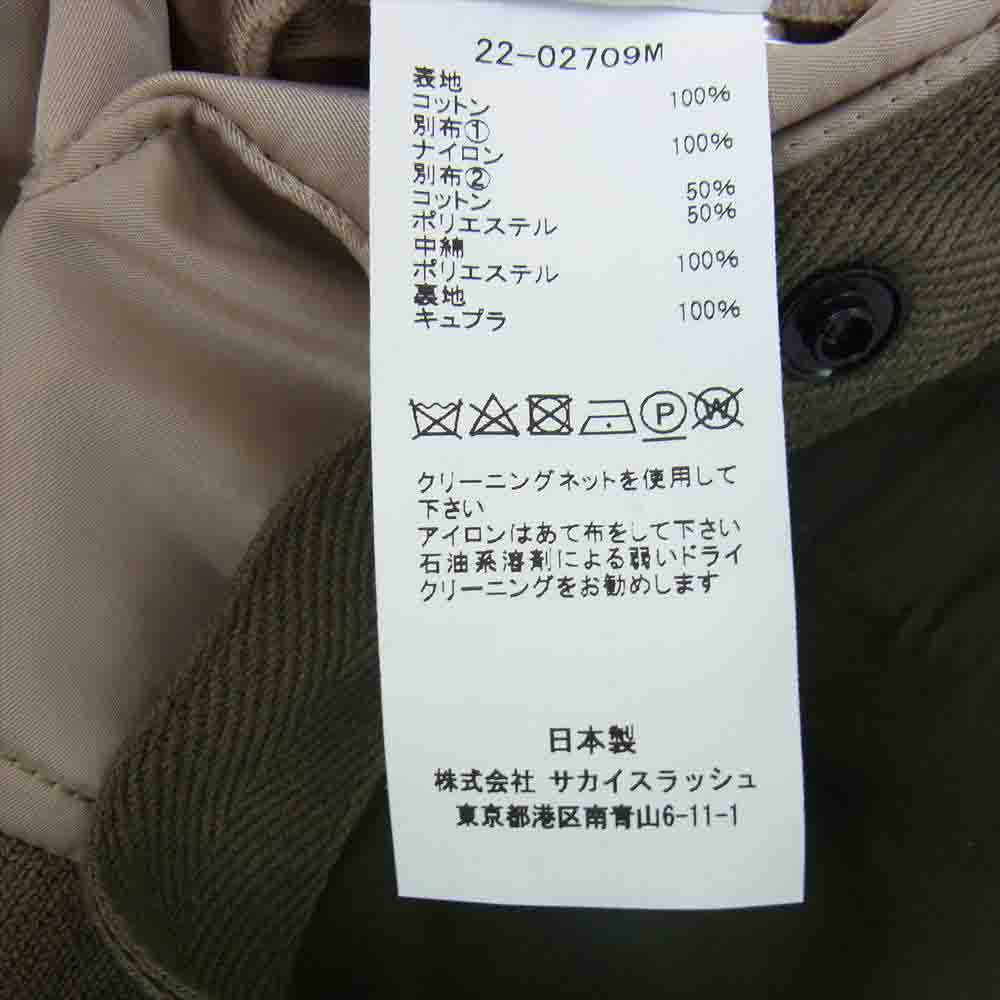 22-02709M
表地
コットン 100%
別布①
ナイロン 100%
別布②
コットン 50%
ポリエステル 50%
中綿
ポリエステル 100%
裏地
キュプラ 100%
P W
クリーニングネットを使用して
下さい
アイロンはあて布をして下さい
石油系溶剤による弱いドライ
クリーニングをお勧めします
日本製
株式会社 サカイスラッシュ
東京都港区南青山6-11-1